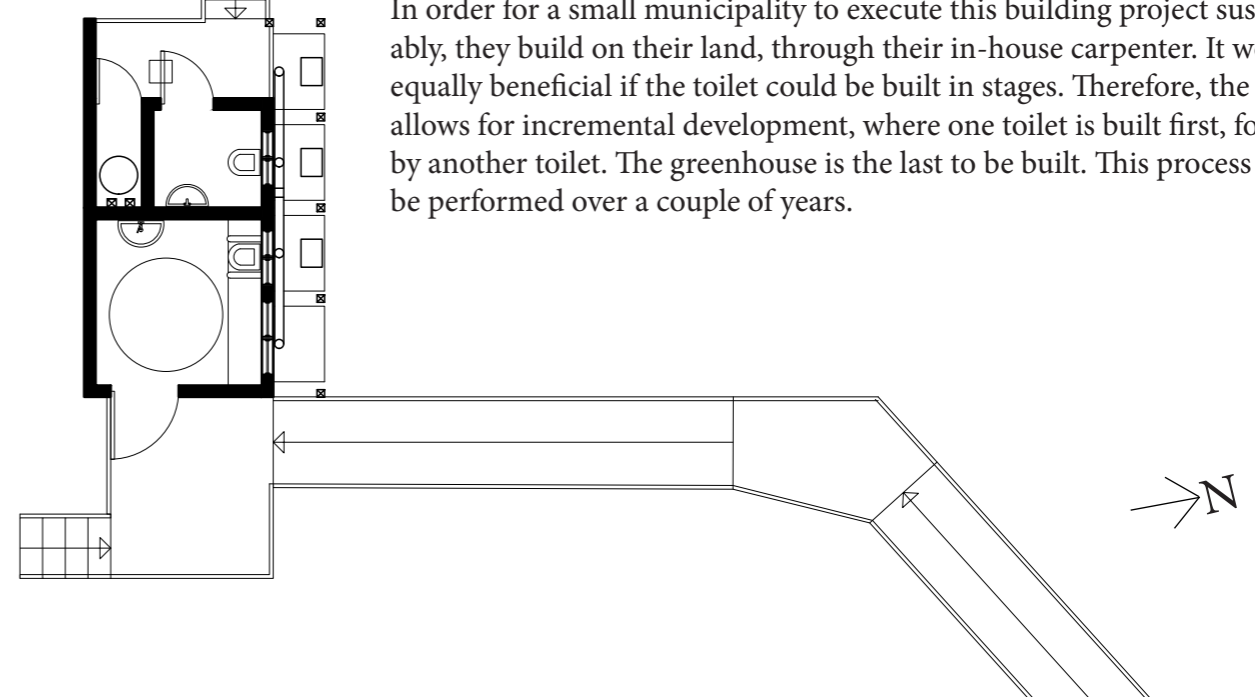 In order for a small municipality to execute this building project sus
ably, they build on their land, through their in-house carpenter. It w
equally beneficial if the toilet could be built in stages. Therefore, the
allows for incremental development, where one toilet is built first, fo
by another toilet. The greenhouse is the last to be built. This process
be performed over a couple of years.
N